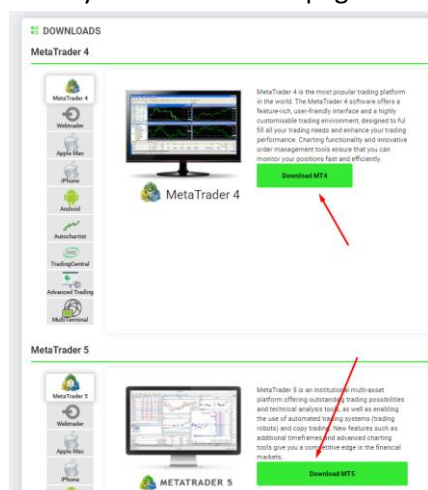 DOWNLOADS
MetaTrader 4
MetaTrader 4
Webtrader
Apple Mac
iPhone
Android
Autochartist
TradingCentral
Advanced Trading
MultiTerminal
MetaTrader 4
MetaTrader 4 is the most popular trading platform
in the world. The MetaTrader 4 software offers a
feature-rich, user-friendly interface and a highly
customisable trading environment, designed to ful
fill all your trading needs and enhance your trading
performance. Charting functionality and innovative
order management tools ensure that you can
monitor your positions fast and efficiently.
Download MT4
MetaTrader 5
MetaTrader 5
Webtrader
Apple Mac
iPhone
METATRADER 5
MetaTrader 5 is an institutional multi-asset
platform offering outstanding trading possibilities
and technical analysis tools, as well as enabling
the use of automated trading systems (trading
robots) and copy trading. New features such as
additional timeframes and advanced charting
tools give you a competitive edge in the financial
markets.
Download MT5